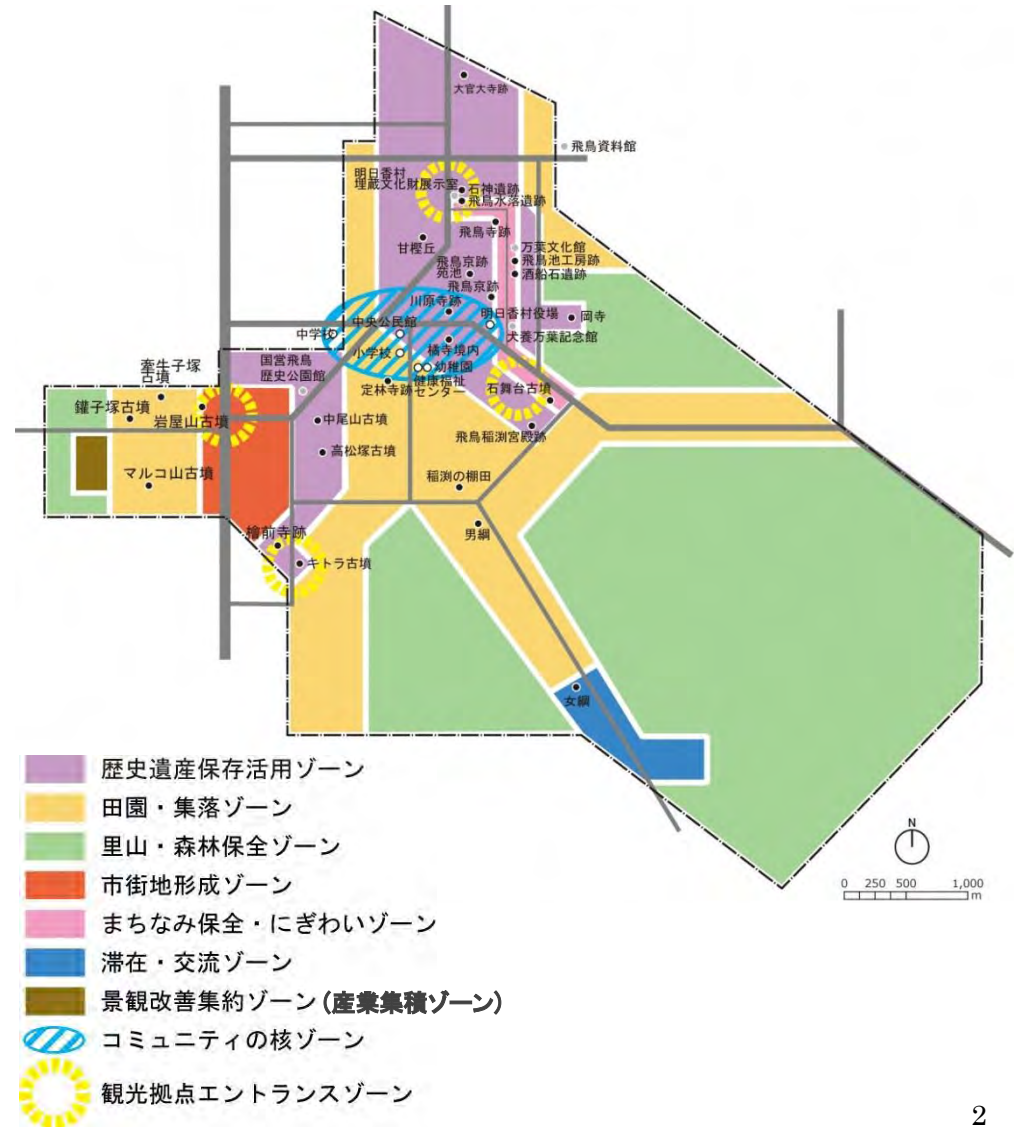 大官大寺跡
飛鳥資料館
明日香村
埋蔵文化財展示室
石神遺跡
飛鳥水落遺跡
飛鳥寺跡
甘樫丘
万葉文化館
飛鳥池工房跡
酒船石遺跡
飛鳥京跡
苑池
飛鳥京跡
川原寺跡
明日香村役場
岡寺
中学校
中央公民館
犬養万葉記念館
小学校
橘寺境内
幼稚園
健康福祉
センター
定林寺跡
国営飛鳥
歴史公園館
石舞台古墳
牽牛子塚
古墳
鑵子塚古墳
岩屋山古墳
中尾山古墳
飛鳥稲渕宮殿跡
高松塚古墳
マルコ山古墳
稲渕の棚田
男綱
檜前寺跡
キトラ古墳
女綱
歴史遺産保存活用ゾーン
田園・集落ゾーン
里山・森林保全ゾーン
市街地形成ゾーン
まちなみ保全・にぎわいゾーン
滞在・交流ゾーン
景観改善集約ゾーン(産業集積ゾーン)
コミュニティの核ゾーン
観光拠点エントランスゾーン
N
0 250 500 1,000
m
2